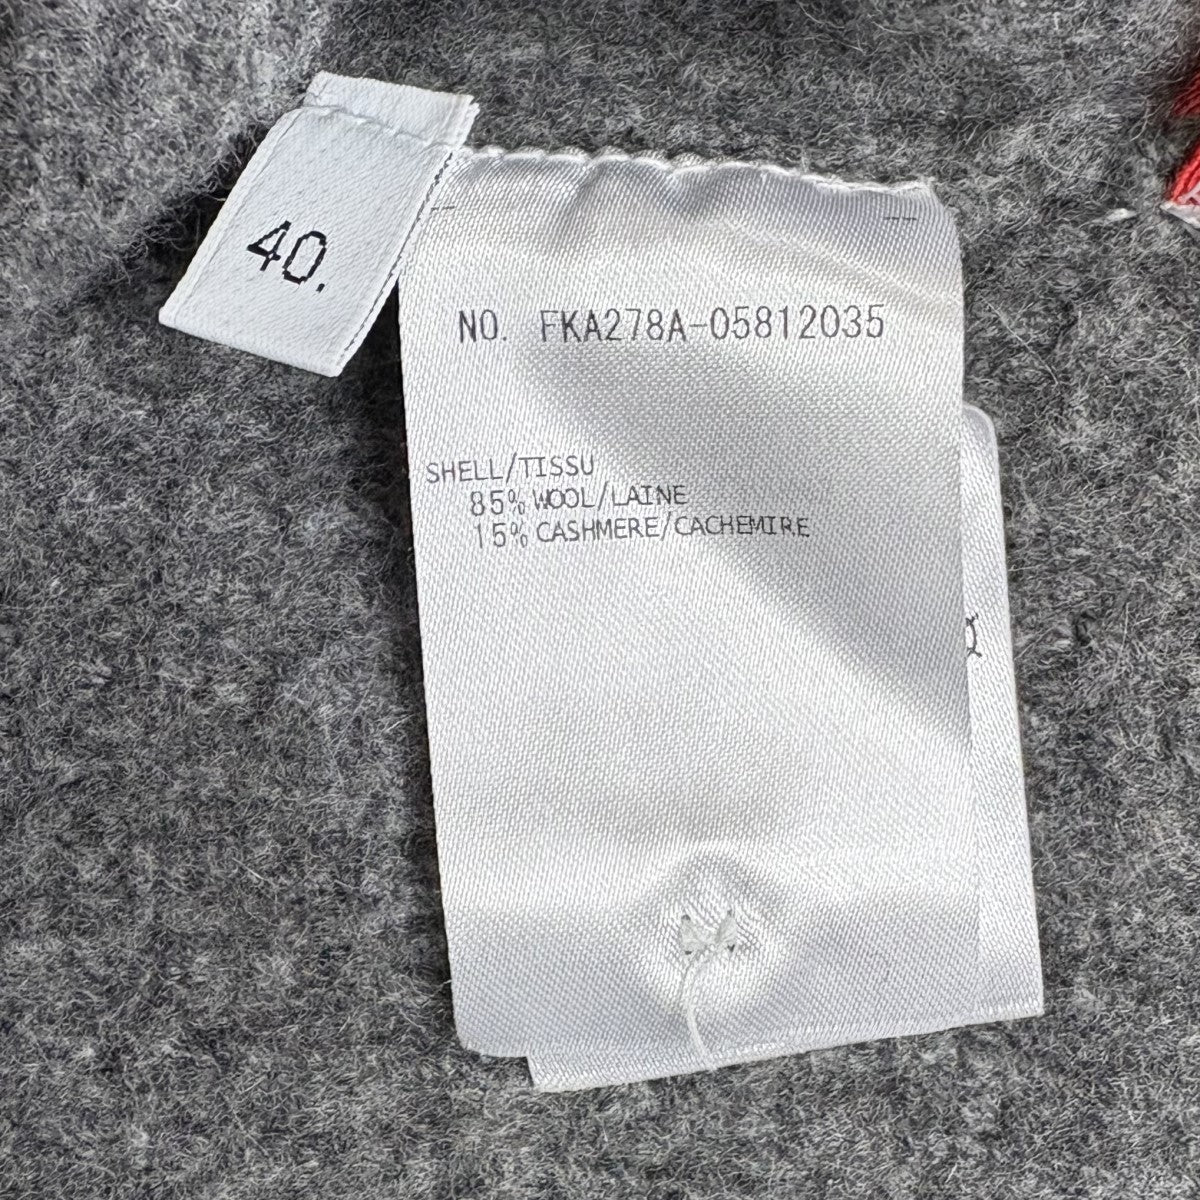 40.
NO. FKA278A-05812035
SHELL/TISSU
85% WOOL/LAINE
15% CASHMERE/CACHEMIRE